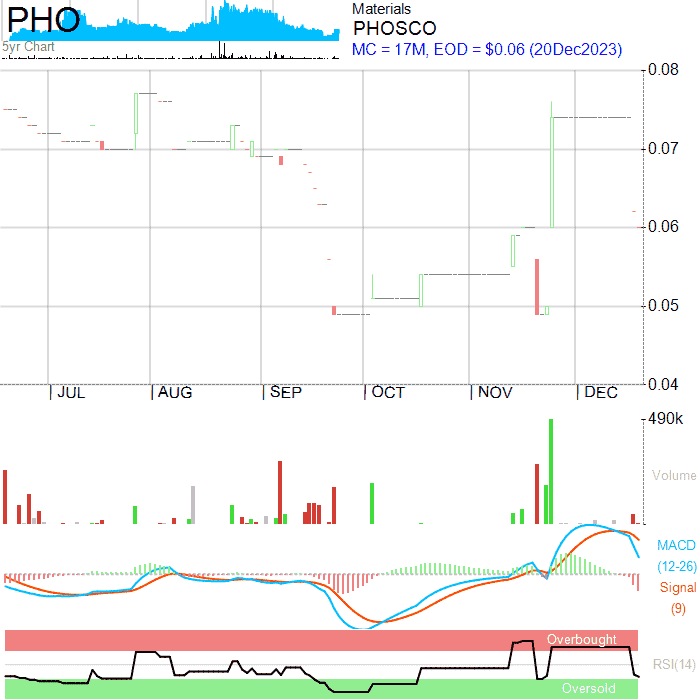 PHO
5yr Chart
Materials
PHOSCO
MC = 17M, EOD = $0.06 (20Dec2023)
0.08
0.07
0.06
0.05
0.04
JUL AUG SEP OCT NOV DEC
490k
Volume
MACD
(12-26)
Signal
(9)
Overbought
RSI(14)
Oversold